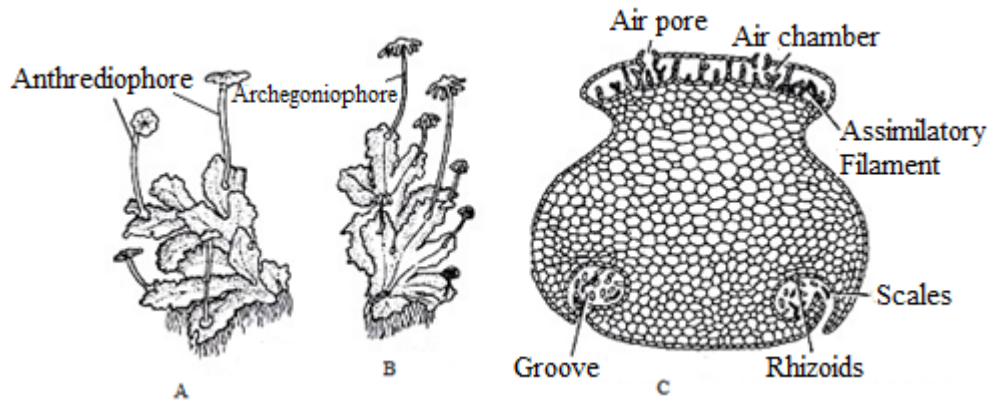 Air pore
Air chamber
Anthrediophore
Archegoniophore
Assimilatory
Filament
Scales
Groove
Rhizoids
A
B
C